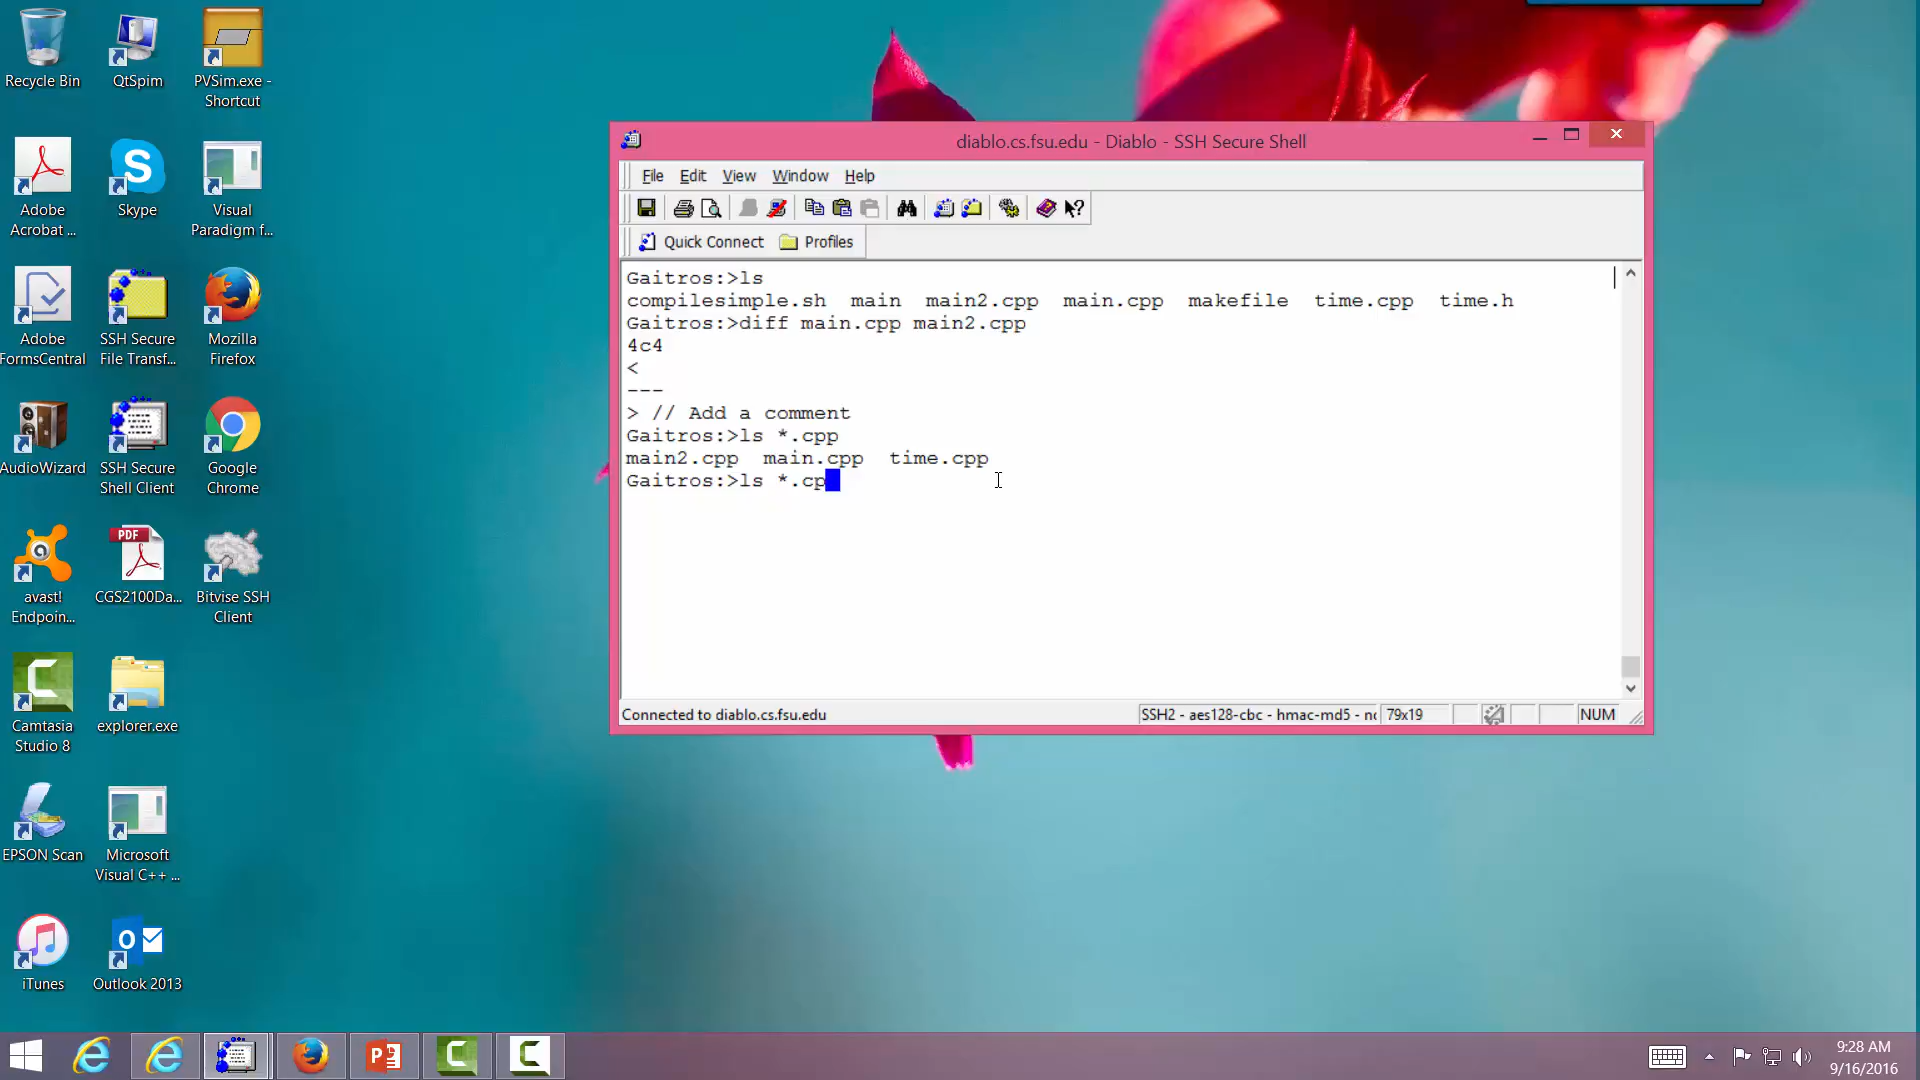 Recycle Bin
QtSpim
PVSim.exe -
Shortcut
Adobe
Acrobat ...
Skype
Visual
Paradigm f...
Adobe
FormsCentral
SSH Secure
File Transf...
Mozilla
Firefox
AudioWizard
SSH Secure
Shell Client
Google
Chrome
avast!
Endpoin...
PDF
CGS2100Da...
Bitvise SSH
Client
Camtasia
Studio 8
explorer.exe
EPSON Scan
Microsoft
Visual C++ ...
iTunes
Outlook 2013
diablo.cs.fsu.edu - Diablo - SSH Secure Shell
File Edit View Window Help
Quick Connect Profiles
Gaitros:>ls
compilesimple.sh main main2.cpp main.cpp makefile time.cpp time.h
Gaitros:>diff main.cpp main2.cpp
4c4
<
---
> // Add a comment
Gaitros:>ls *.cpp
main2.cpp main.cpp time.cpp
Gaitros:>ls *.cp
Connected to diablo.cs.fsu.edu
SSH2 - aes128-cbc - hmac-md5 - 79x19 NUM
9:28 AM
9/16/2016